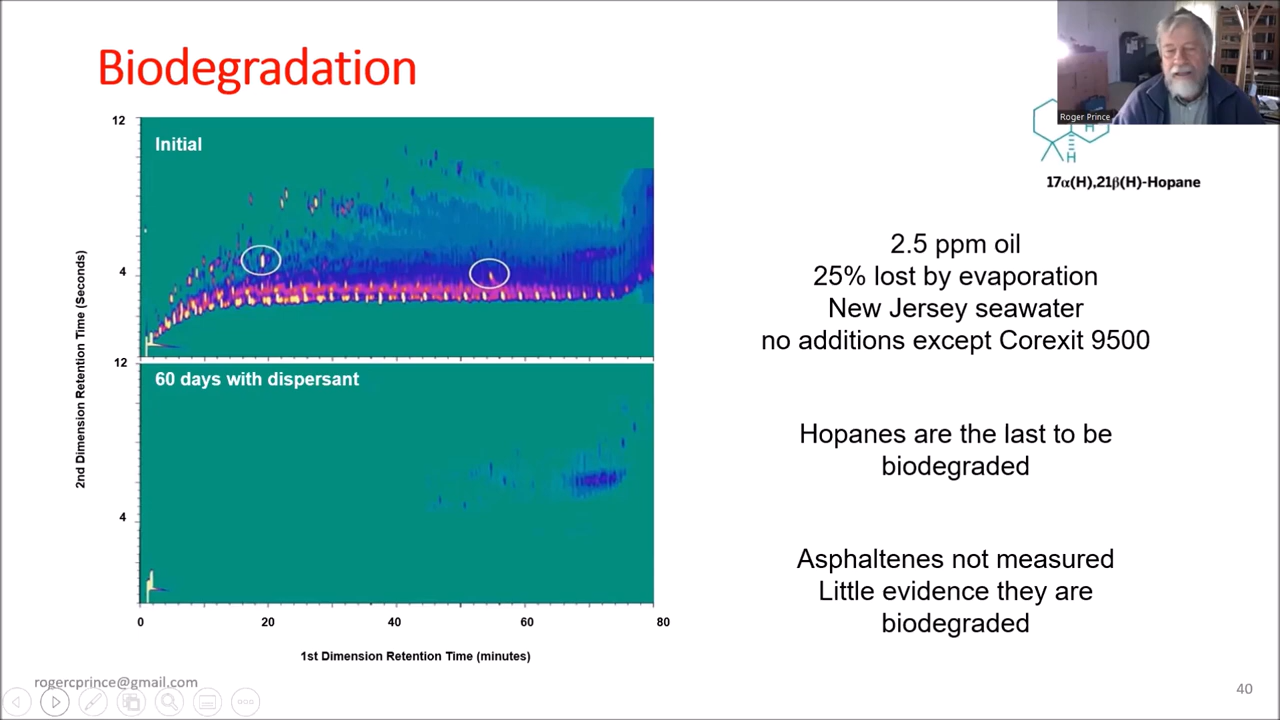 Biodegradation
Roger Prince
H
H
17α(H),21β(H)-Hopane
12
Initial
4
12
60 days with dispersant
4
0 20 40 60 80
1st Dimension Retention Time (minutes)
2nd Dimension Retention Time (Seconds)
2.5 ppm oil
25% lost by evaporation
New Jersey seawater
no additions except Corexit 9500
Hopanes are the last to be
biodegraded
Asphaltenes not measured
Little evidence they are
biodegraded
rogercprince@gmail.com
40